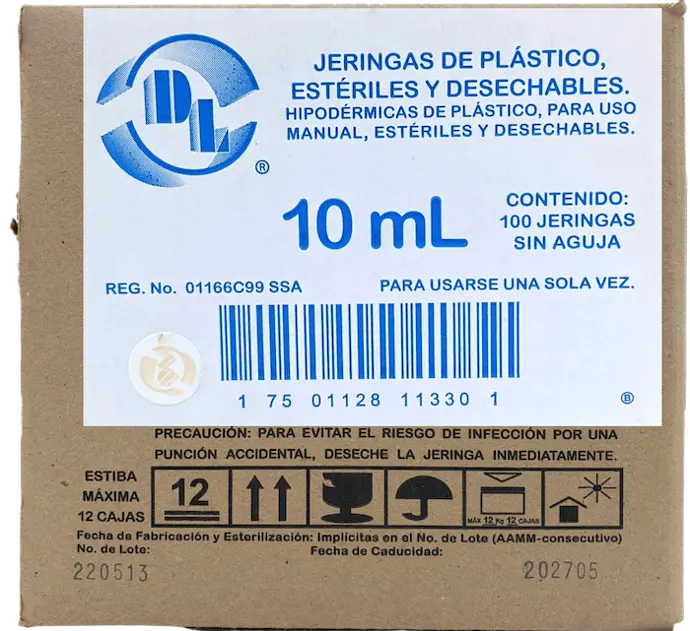 DL
®
JERINGAS DE PLÁSTICO,
ESTÉRILES Y DESECHABLES.
HIPODÉRMICAS DE PLÁSTICO, PARA USO
MANUAL, ESTÉRILES Y DESECHABLES.
10 mL
CONTENIDO:
100 JERINGAS
SIN AGUJA
REG. No. 01166C99 SSA
PARA USARSE UNA SOLA VEZ.
1 75 01128 11330 1
®
PRECAUCIÓN: PARA EVITAR EL RIESGO DE INFECCIÓN POR UNA
PUNCIÓN ACCIDENTAL, DESECHE LA JERINGA INMEDIATAMENTE.
ESTIBA
MÁXIMA
12 CAJAS
12
MÁX 12 Kg 12 CAJAS
Fecha de Fabricación y Esterilización: Implícitas en el No. de Lote (AAMM-consecutivo)
No. de Lote:
Fecha de Caducidad:
220513
202705